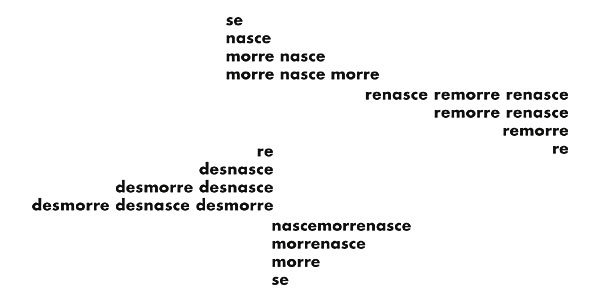 se
nasce
morre nasce
morre nasce morre
renasce remorre renasce
remorre renasce
remorre
re
re
desnasce
desmorre desnasce
desmorre desnasce desmorre
nascemorrenasce
morrenasce
morre
se